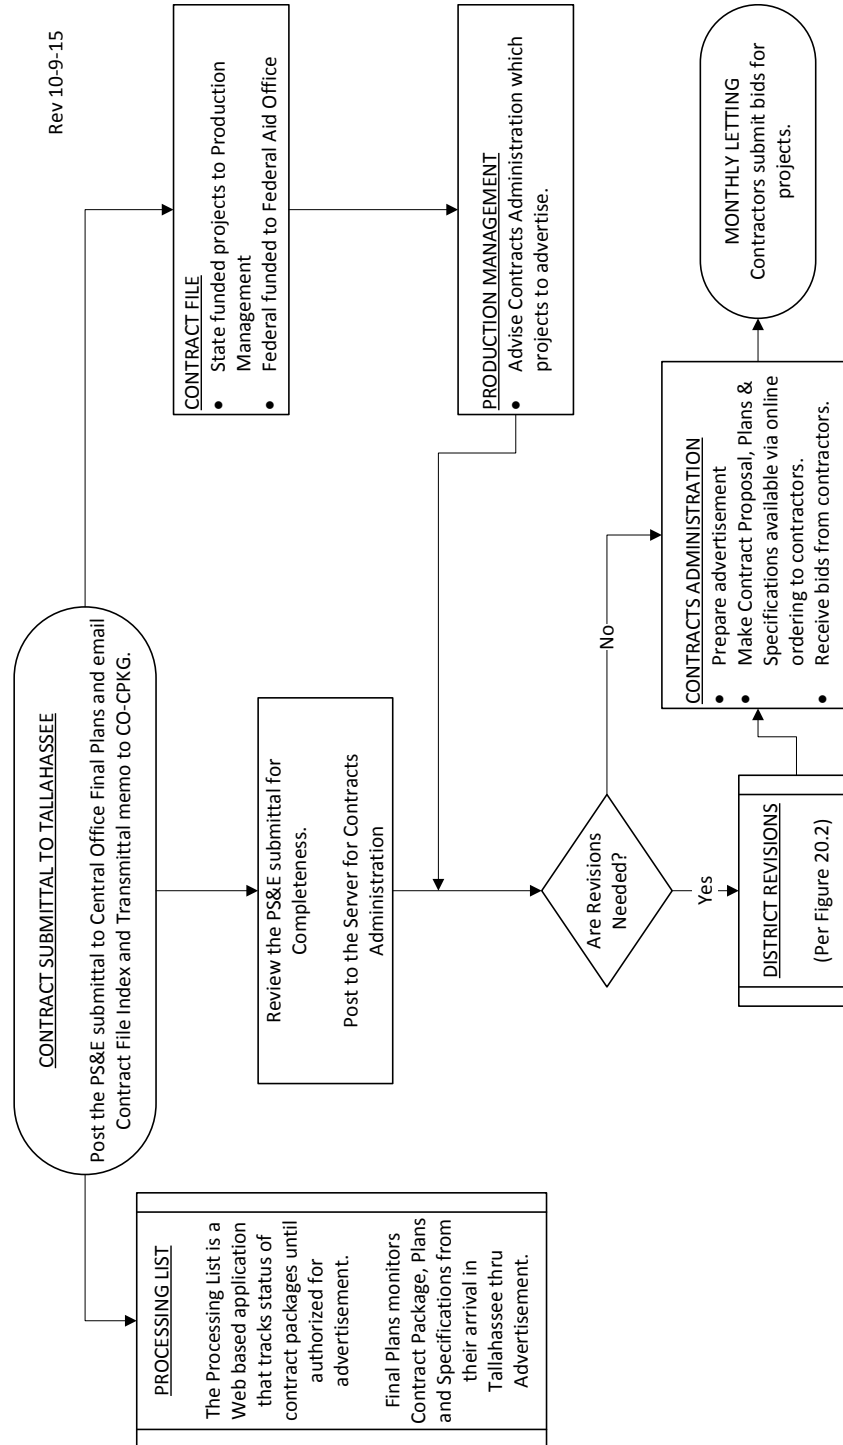 Rev 10-9-15
CONTRACT SUBMITTAL TO TALLAHASSEE
Post the PS&E submittal to Central Office Final Plans and email
Contract File Index and Transmittal memo to CO-CPKG.
PROCESSING LIST
The Processing List is a
Web based application
that tracks status of
contract packages until
authorized for
advertisement.
Final Plans monitors
Contract Package, Plans
and Specifications from
their arrival in
Tallahassee thru
Advertisement.
Review the PS&E submittal for
Completeness.
Post to the Server for Contracts
Administration
CONTRACT FILE
• State funded projects to Production
Management
• Federal funded to Federal Aid Office
PRODUCTION MANAGEMENT
• Advise Contracts Administration which
projects to advertise.
Are Revisions
Needed?
No
Yes
DISTRICT REVISIONS
(Per Figure 20.2)
CONTRACTS ADMINISTRATION
• Prepare advertisement
• Make Contract Proposal, Plans &
Specifications available via online
ordering to contractors.
• Receive bids from contractors.
MONTHLY LETTING
Contractors submit bids for
projects.